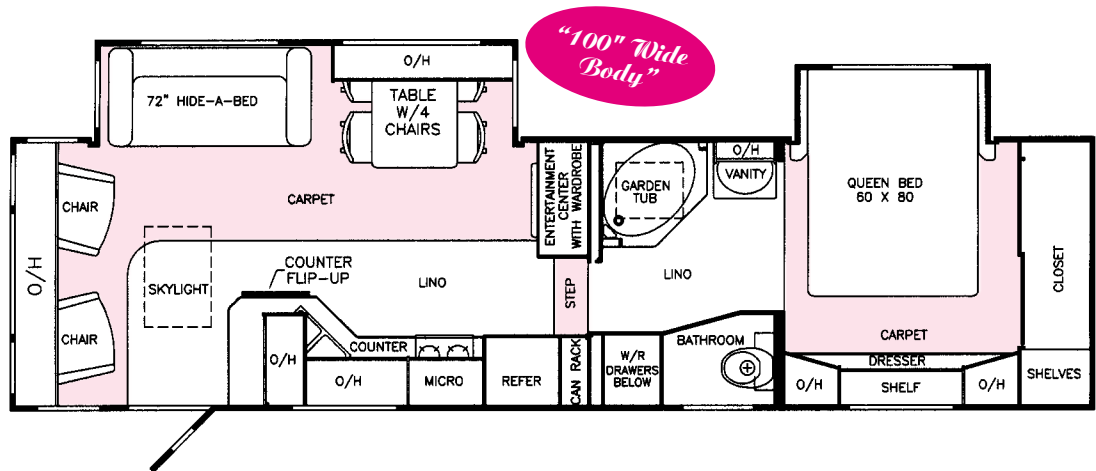 "100" Wide
Body"
O/H
72" HIDE-A-BED
TABLE
W/4
CHAIRS
CHAIR
CARPET
ENTERTAINMENT
CENTER
WITH WARDROBE
GARDEN
TUB
O/H
VANITY
QUEEN BED
60 X 80
CLOSET
O/H
SKYLIGHT
COUNTER
FLIP-UP
LINO
STEP
LINO
CHAIR
O/H
COUNTER
O/H
MICRO
REFER
CAN RACK
W/R
DRAWERS
BELOW
BATHROOM
CARPET
DRESSER
O/H
SHELF
O/H
SHELVES